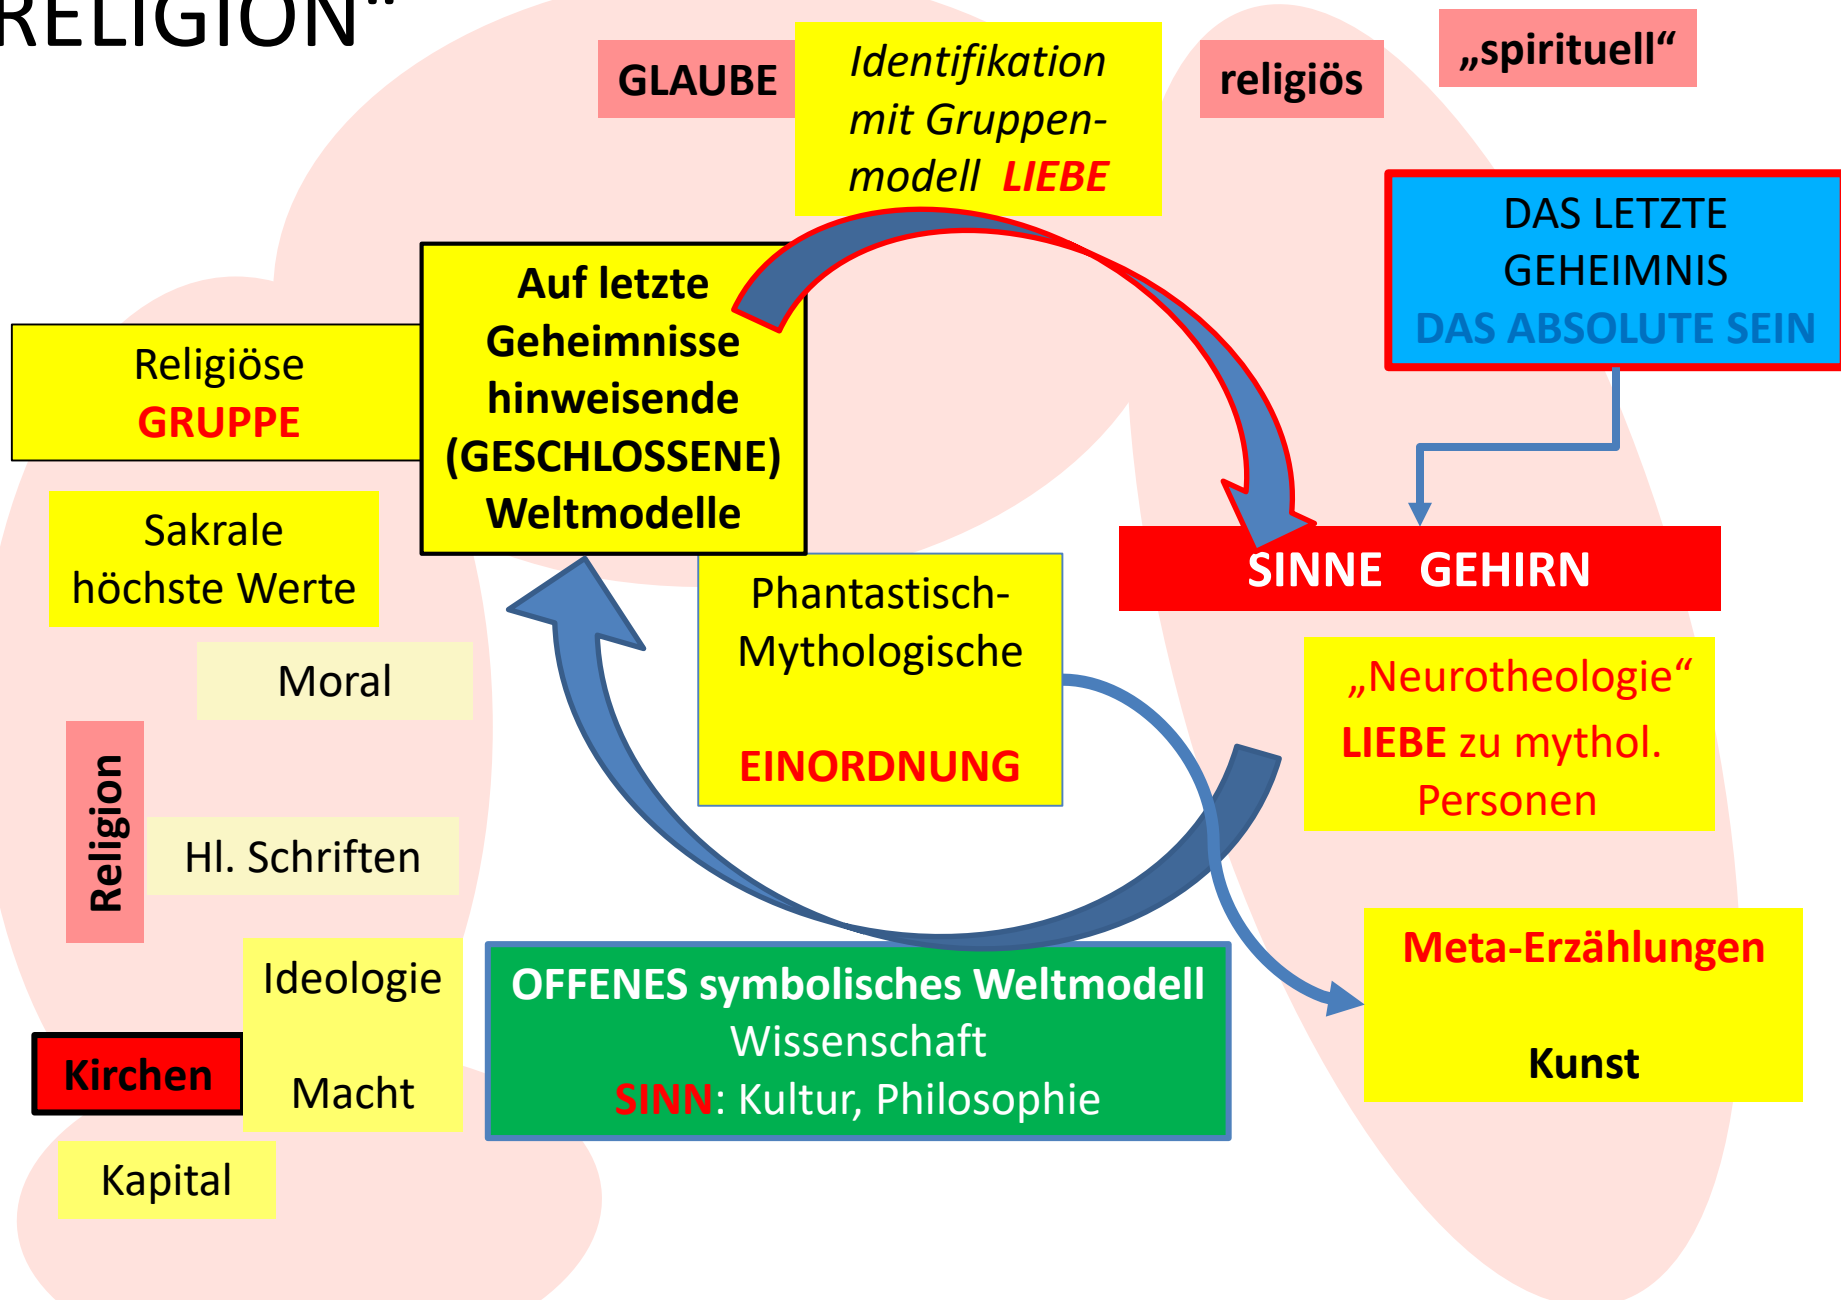 RELIGION“
GLAUBE
Identifikation
mit Gruppen-
modell LIEBE
religiös
„spirituell“
DAS LETZTE
GEHEIMNIS
DAS ABSOLUTE SEIN
Auf letzte
Geheimnisse
hinweisende
(GESCHLOSSENE)
Weltmodelle
Religiöse
GRUPPE
Sakrale
höchste Werte
Moral
Religion
Hl. Schriften
Ideologie
Macht
Kirchen
Kapital
Phantastisch-
Mythologische
EINORDNUNG
SINNE GEHIRN
„Neurotheologie“
LIEBE zu mythol.
Personen
Meta-Erzählungen
Kunst
OFFENES symbolisches Weltmodell
Wissenschaft
SINN: Kultur, Philosophie